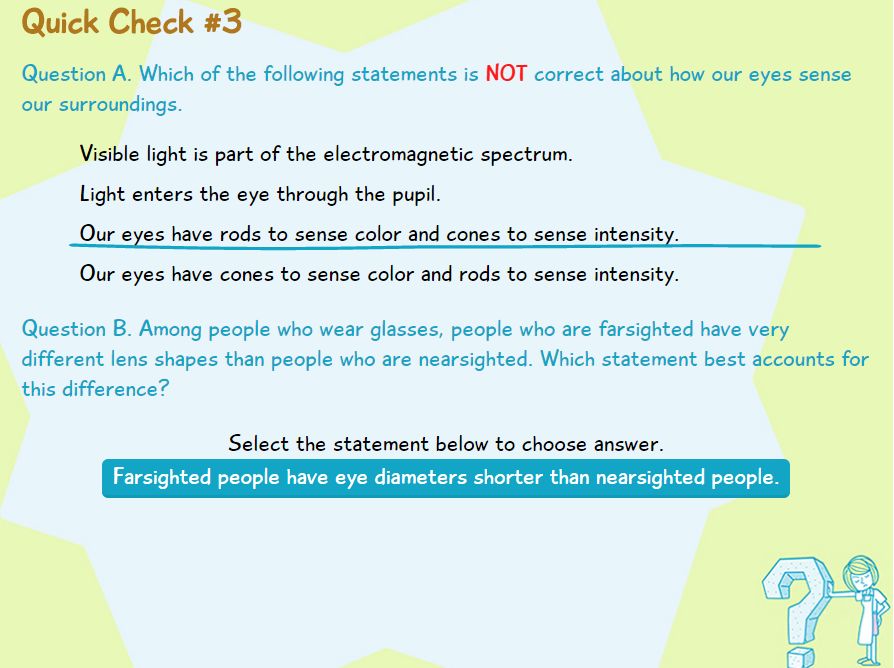 Quick Check #3
Question A. Which of the following statements is NOT correct about how our eyes sense
our surroundings.
Visible light is part of the electromagnetic spectrum.
Light enters the eye through the pupil.
Our eyes have rods to sense color and cones to sense intensity.
Our eyes have cones to sense color and rods to sense intensity.
Question B. Among people who wear glasses, people who are farsighted have very
different lens shapes than people who are nearsighted. Which statement best accounts for
this difference?
Select the statement below to choose answer.
Farsighted people have eye diameters shorter than nearsighted people.